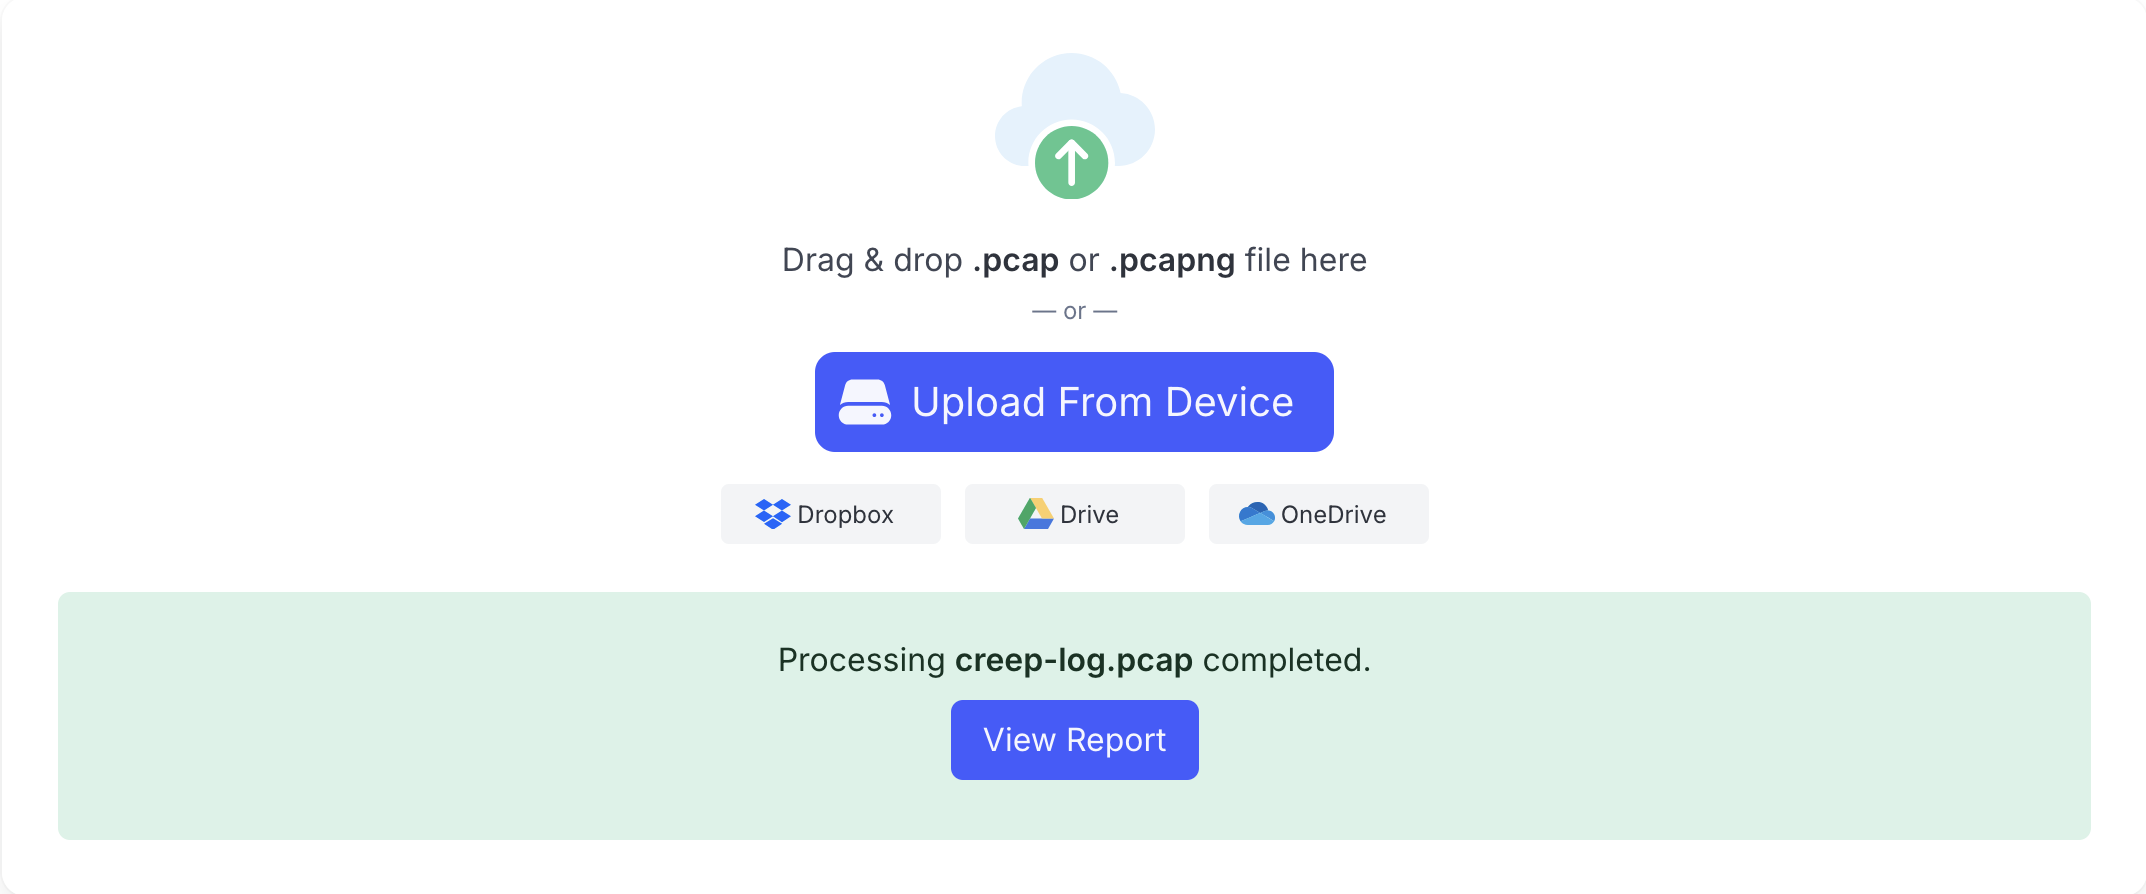 Drag & drop .pcap or .pcapng file here
— or —
Upload From Device
Dropbox
Drive
OneDrive
Processing creep-log.pcap completed.
View Report